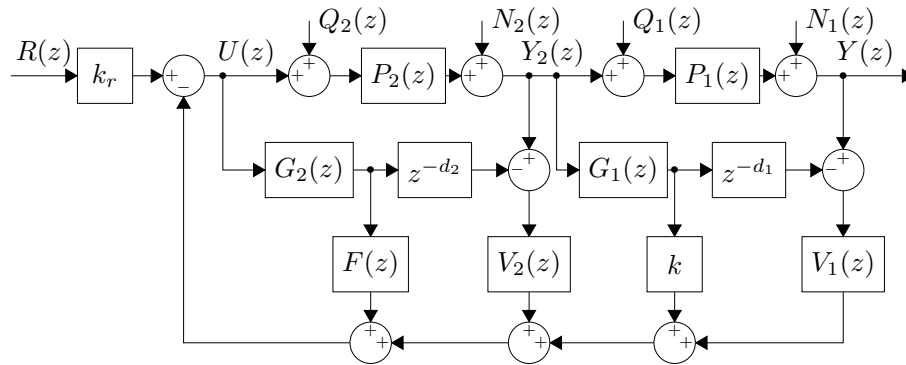 Q_2(z) N_2(z) Q_1(z) N_1(z)
R(z) k_r + − U(z) + + P_2(z) + + Y_2(z) + + P_1(z) + + Y(z)
G_2(z) z^{-d_2} − + G_1(z) z^{-d_1} − +
F(z) V_2(z) k V_1(z)
+ + + + + +